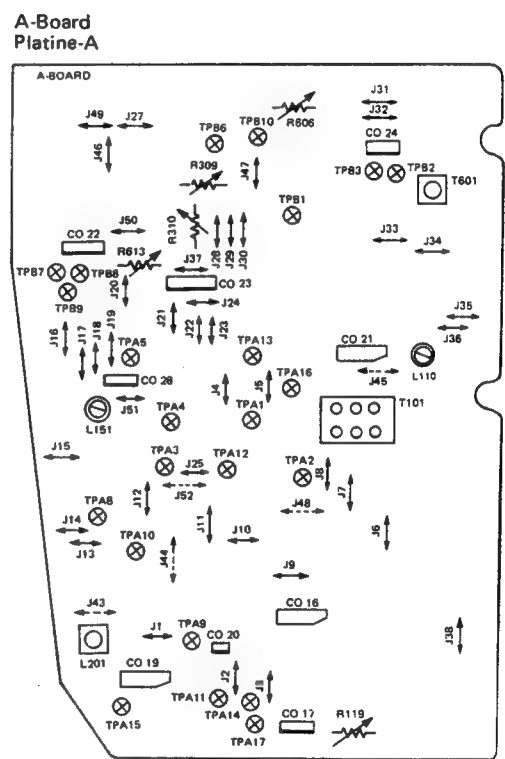 A-Board
Platine-A
A-BOARD
J31
J49 J27
J32
TPB6 TPB10 R606
CO 24
J46
R309 J47
TPB3 TPB2
T601
TPB1
R310
J50
CO 22
J33
J34
R613
J37
J28
J29
J30
TPB7 TPB8
J20
CO 23
TPB9
J24
J21
J22
J23
J35
J36
J16
J17
J18
J19
TPA5
TPA13
CO 21
L110
J45
CO 28
J4
J5
TPA16
J51
L151
TPA4
TPA1
T101
J15
TPA3
J25
TPA12
TPA2
J8
J7
J52
J12
J48
TPA8
J11
J14
J13
TPA10
J10
J6
J44
J9
J43
J1
TPA9
CO 16
CO 20
J38
L201
CO 19
J2
J3
TPA11
TPA14
TPA15
TPA17
CO 17
R119